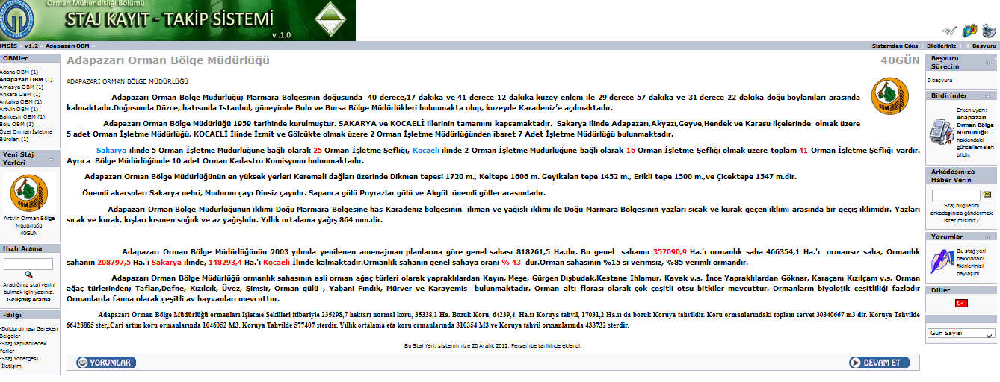 Orman Mühendisliği Bölümü
STAJ KAYIT - TAKİP SİSTEMİ
v .1.0
OMSİS » v1.2 » Adapazarı OBM »
Sistemden Çıkış | Bilgileriniz | | Başvuru
OBMler
Adana OBM (1)
Adapazarı OBM (1)
Amasya OBM (1)
Ankara OBM (1)
Antalya OBM (1)
Artvin OBM (1)
Balıkesir OBM (1)
Bolu OBM (1)
Özel Orman İşletme
Büroları (1)
Yeni Staj
Yerleri
OGM
Artvin Orman Bölge
Müdürlüğü
40GÜN
Hızlı Arama
Aradığınız staj yerini
bulmak için yazınız.
Gelişmiş Arama
-Bilgi
-Doldurulması Gereken
Belgeler
-Staj Yapılabilecek
Yerler
-Staj Yönergesi
-İletişim
Adapazarı Orman Bölge Müdürlüğü
40GÜN
ADAPAZARI ORMAN BÖLGE MÜDÜRLÜĞÜ
OGM
Adapazarı Orman Bölge Müdürlüğü; Marmara Bölgesinin doğusunda 40 derece,17 dakika ve 41 derece 12 dakika kuzey enlem ile 29 derece 57 dakika ve 31 derece 22 dakika doğu boylamları arasında
kalmaktadır.Doğusunda Düzce, batısında İstanbul, güneyinde Bolu ve Bursa Bölge Müdürlükleri bulunmakta olup, kuzeyde Karadeniz’e açılmaktadır.
Adapazarı Orman Bölge Müdürlüğü 1959 tarihinde kurulmuştur. SAKARYA ve KOCAELİ illerinin tamamını kapsamaktadır. Sakarya ilinde Adapazarı,Akyazı,Geyve,Hendek ve Karasu ilçelerinde olmak üzere
5 adet Orman İşletme Müdürlüğü, KOCAELİ İlinde İzmit ve Gölcükte olmak üzere 2 Orman İşletme Müdürlüğünden ibaret 7 Adet İşletme Müdürlüğü bulunmaktadır.
Sakarya ilinde 5 Orman İşletme Müdürlüğüne bağlı olarak 25 Orman İşletme Şefliği, Kocaeli ilinde 2 Orman İşletme Müdürlüğüne bağlı olarak 16 Orman İşletme Şefliği olmak üzere toplam 41 Orman İşletme Şefliği vardır.
Ayrıca Bölge Müdürlüğünde 10 adet Orman Kadastro Komisyonu bulunmaktadır.
Adapazarı Orman Bölge Müdürlüğünün en yüksek yerleri Keremali dağları üzerinde Dikmen tepesi 1720 m., Keltepe 1606 m. Geyikalan tepe 1452 m., Erikli tepe 1500 m.,ve Çicektepe 1547 m.dir.
Önemli akarsuları Sakarya nehri, Mudurnu çayı Dinsiz çayıdır. Sapanca gölü Poyrazlar gölü ve Akgöl önemli göller arasındadır.
Adapazarı Orman Bölge Müdürlüğünün iklimi Doğu Marmara Bölgesine has Karadeniz bölgesinin ılıman ve yağışlı iklimi ile Doğu Marmara Bölgesinin yazları sıcak ve kurak geçen iklimi arasında bir geçiş iklimidir. Yazları
sıcak ve kurak, kışları kısmen soğuk ve az yağışlıdır. Yıllık ortalama yağış 864 mm.dir.
Adapazarı Orman Bölge Müdürlüğünün 2003 yılında yenilenen amenajman planlarına göre genel sahası 818261,5 Ha.dır. Bu genel sahanın 357090,9 Ha.'ı ormanlık saha 466354,1 Ha.'ı ormansız saha, Ormanlık
sahanın 208797,5 Ha.'ı Sakarya ilinde, 148293,4 Ha.'ı Kocaeli İlinde kalmaktadır.Ormanlık sahanın genel sahaya oranı % 43 dür.Orman sahasının %15 si verimsiz, %85 verimli ormandır.
Adapazarı Orman Bölge Müdürlüğü ormanlık sahasının asli orman ağaç türleri olarak yapraklılardan Kayın, Meşe, Gürgen Dışbudak,Kestane Ihlamur, Kavak v.s, İnce Yapraklılardan Göknar, Karaçam Kızılçam v.s, Orman
ağaç türlerinden; Taflan,Defne, Kızılcık, Üvez, Şimşir, Orman gülü , Yabani Fındık, Mürver ve Karayemiş bulunmaktadır. Orman altı florası olarak çok çeşitli otsu bitkiler mevcuttur. Ormanların biyolojik çeşitliliği fazladır
Ormanlarda fauna olarak çeşitli av hayvanları mevcuttur.
Adapazarı Orman Bölge Müdürlüğü ormanları İşletme Şekilleri itibariyle 235298,7 hektarı normal koru, 35338,1 Ha. Bozuk Koru, 64239,4, Ha.sı Koruya tahvil, 17031,2 Ha.sı da bozuk Koruya tahvildir. Koru ormanlarındaki toplam servet 30340667 m3 dir. Koruya Tahvilde
66428885 ster,.Cari artım koru ormanlarında 1046052 M3. Koruya Tahvilde 577407 sterdir. Yıllık ortalama eta koru ormanlarında 310354 M3.ve Koruya tahvil ormanlarında 433732 sterdir.
Bu Staj Yeri, sistemimize 20 Aralık 2012, Perşembe tarihinde eklendi.
YORUMLAR
DEVAM ET
Başvuru
Sürecim
0 başvuru
Bildirimler
Erken uyarı:
Adapazarı
Orman Bölge
Müdürlüğü
hakkındaki
güncellemeleri
bildir.
Arkadaşınıza
Haber Verin
Staj bilgilerini
arkadaşınıza göndermek
ister misiniz?
Yorumlar
Bu staj yeri
hakkındaki
fikirlerinizi
paylaşın!
Diller
Gün Sayısı